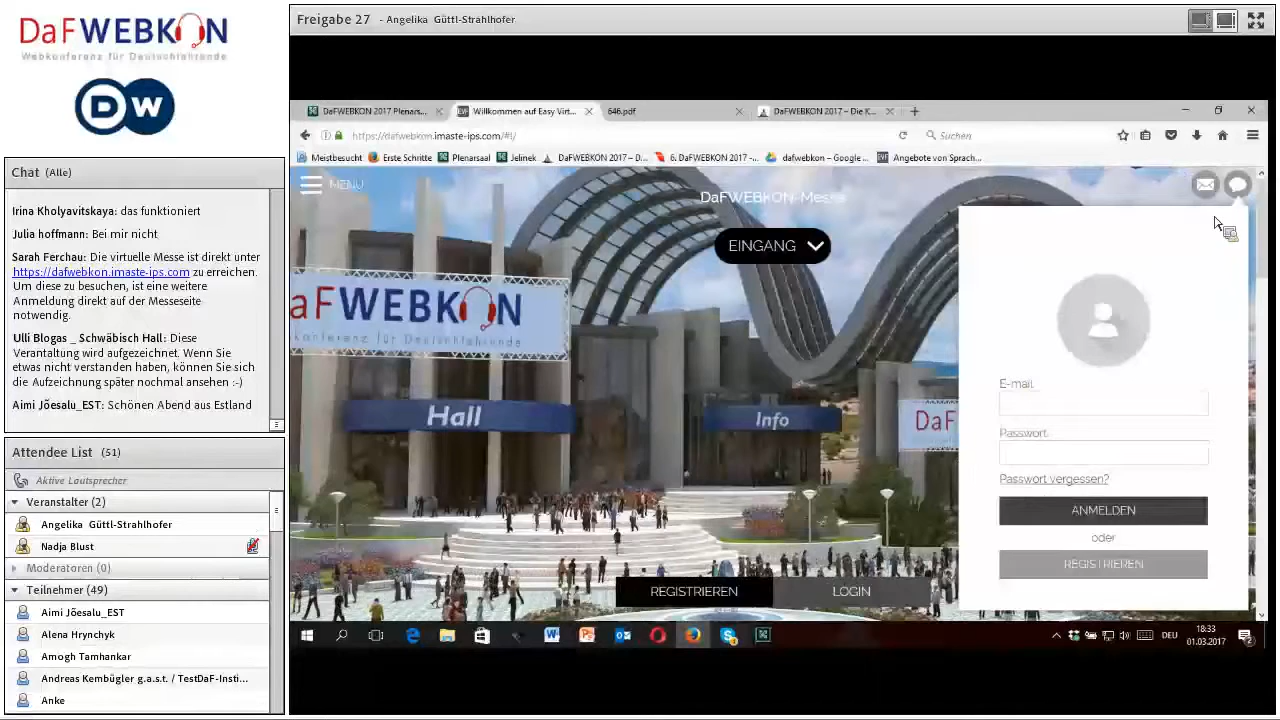 DaFWEBKON
Webkonferenz für Deutschlehrende
DW
Chat (Alle)
Irina Kholyavitskaya: das funktioniert
Julia hoffmann: Bei mir nicht
Sarah Ferchau: Die virtuelle Messe ist direkt unter
https://dafwebkon.imaste-ips.com zu erreichen.
Um diese zu besuchen, ist eine weitere
Anmeldung direkt auf der Messeseite
notwendig.
Ulli Blogas _ Schwäbisch Hall: Diese
Veranstaltung wird aufgezeichnet. Wenn Sie
etwas nicht verstanden haben, können Sie sich
die Aufzeichnung später nochmal ansehen :-)
Aimi Jõesalu_EST: Schönen Abend aus Estland
Attendee List (51)
Aktive Lautsprecher
Veranstalter (2)
Angelika Güttl-Strahlhofer
Nadja Blust
Moderatoren (0)
Teilnehmer (49)
Aimi Jõesalu_EST
Alena Hrynchyk
Amogh Tamhankar
Andreas Kembügler g.a.s.t. / TestDaF-Insti...
Anke
Freigabe 27 - Angelika Güttl-Strahlhofer
DaFWEBKON 2017 Plenars...
Willkommen auf Easy Virt...
646.pdf
DaFWEBKON 2017 – Die K...
https://dafwebkon.imaste-ips.com/#!/
Suchen
Meistbesucht
Erste Schritte
Plenarsaal
Jelinek
DaFWEBKON 2017 – D...
6. DaFWEBKON 2017 -...
dafwebkon – Google ...
Angebote von Sprach...
MENU
DaFWEBKON-Messe
EINGANG
aFWEBKON
konferenz für Deutschlehrende
Hall
Info
DaF
E-mail
Passwort
Passwort vergessen?
ANMELDEN
oder
REGISTRIEREN
REGISTRIEREN
LOGIN
DEU
18:33
01.03.2017
2